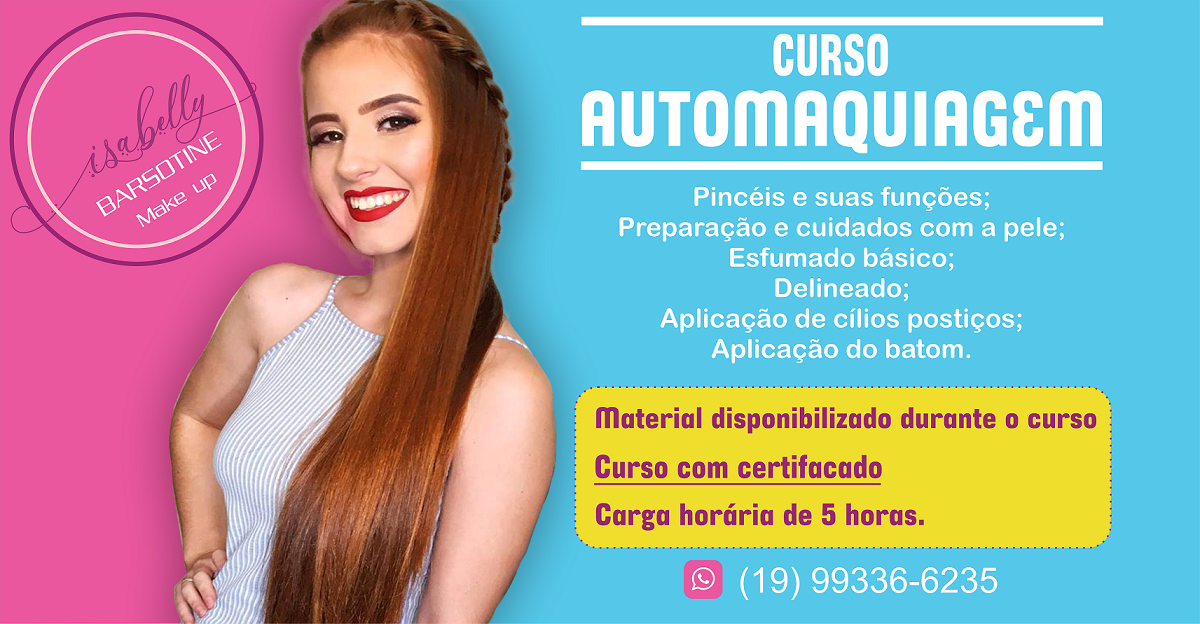 isabelly
BARSOTINE
Make up
CURSO
AUTOMAQUIAGEM
Pincéis e suas funções;
Preparação e cuidados com a pele;
Esfumado básico;
Delineado;
Aplicação de cílios postiços;
Aplicação do batom.
Material disponibilizado durante o curso
Curso com certifacado
Carga horária de 5 horas.
(19) 99336-6235